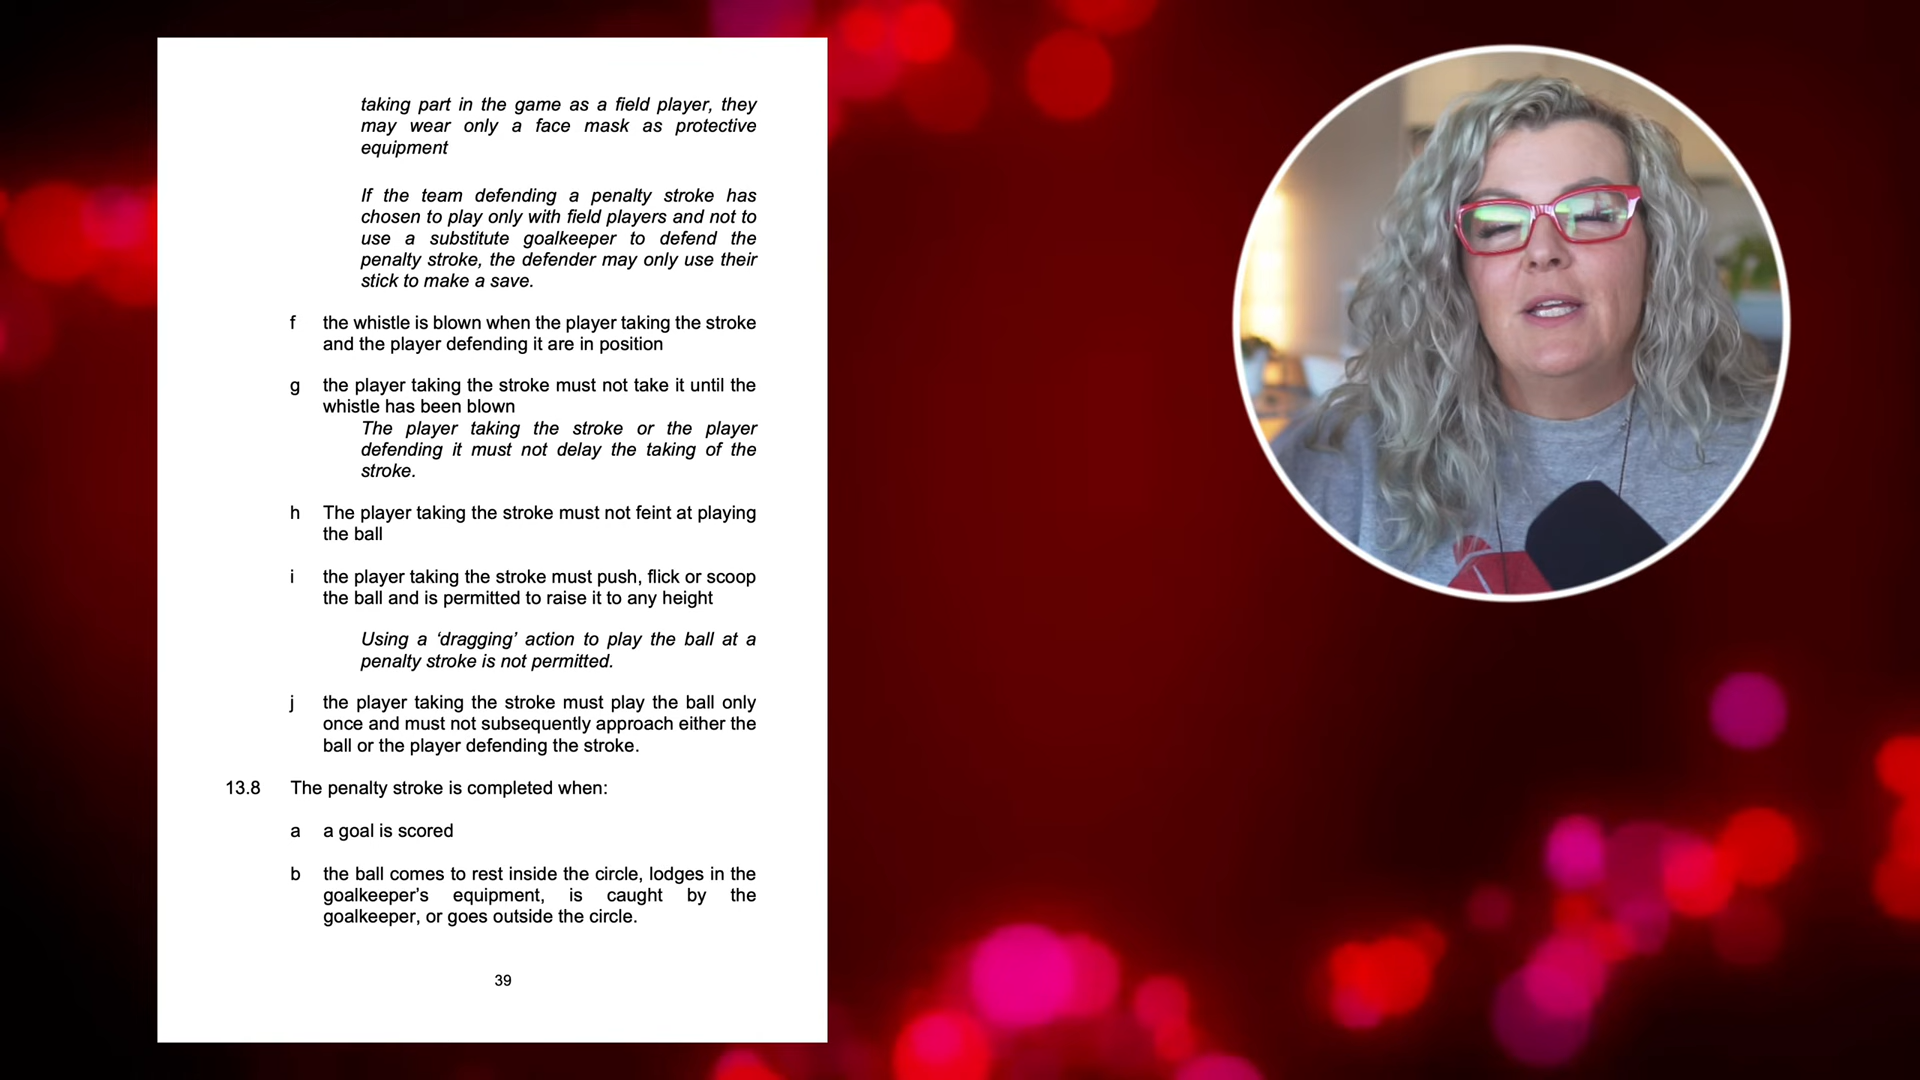 taking part in the game as a field player, they
may wear only a face mask as protective
equipment
If the team defending a penalty stroke has
chosen to play only with field players and not to
use a substitute goalkeeper to defend the
penalty stroke, the defender may only use their
stick to make a save.
f the whistle is blown when the player taking the stroke
and the player defending it are in position
g the player taking the stroke must not take it until the
whistle has been blown
The player taking the stroke or the player
defending it must not delay the taking of the
stroke.
h The player taking the stroke must not feint at playing
the ball
i the player taking the stroke must push, flick or scoop
the ball and is permitted to raise it to any height
Using a ‘dragging’ action to play the ball at a
penalty stroke is not permitted.
j the player taking the stroke must play the ball only
once and must not subsequently approach either the
ball or the player defending the stroke.
13.8 The penalty stroke is completed when:
a a goal is scored
b the ball comes to rest inside the circle, lodges in the
goalkeeper’s equipment, is caught by the
goalkeeper, or goes outside the circle.
39